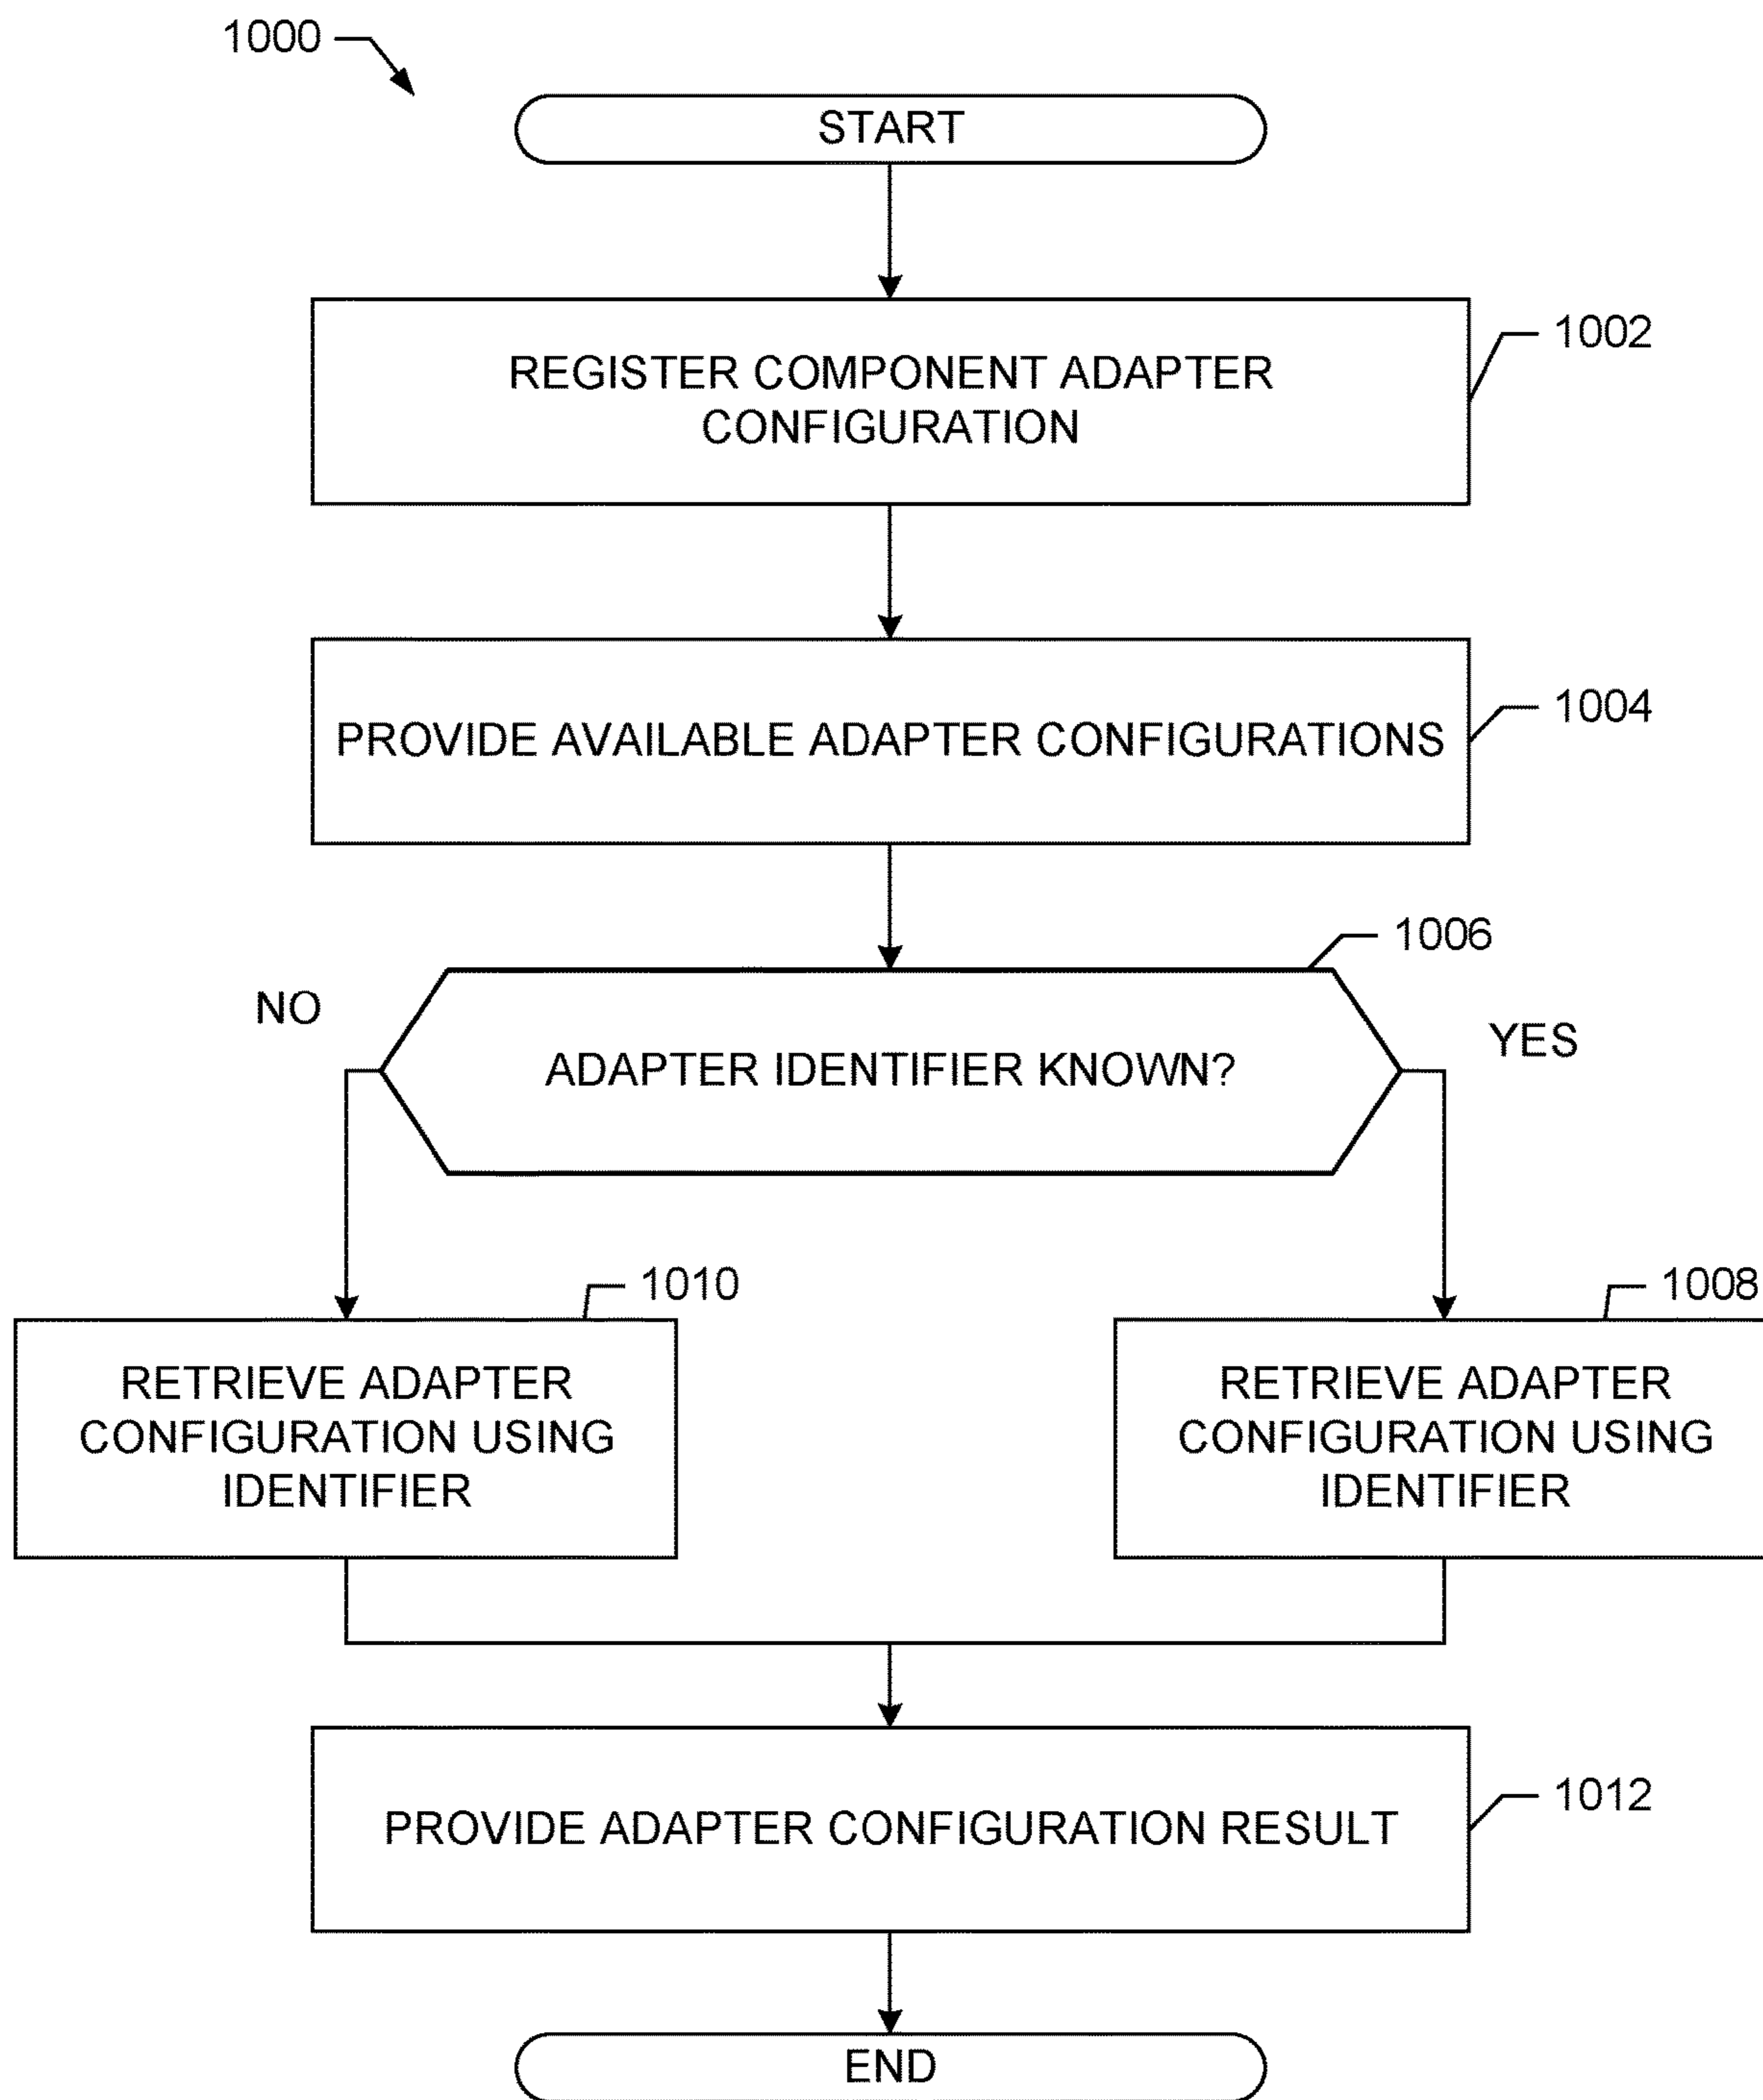 1000
START
REGISTER COMPONENT ADAPTER
CONFIGURATION
1002
PROVIDE AVAILABLE ADAPTER CONFIGURATIONS
1004
1006
NO
ADAPTER IDENTIFIER KNOWN?
YES
1010
RETRIEVE ADAPTER
CONFIGURATION USING
IDENTIFIER
1008
RETRIEVE ADAPTER
CONFIGURATION USING
IDENTIFIER
PROVIDE ADAPTER CONFIGURATION RESULT
1012
END